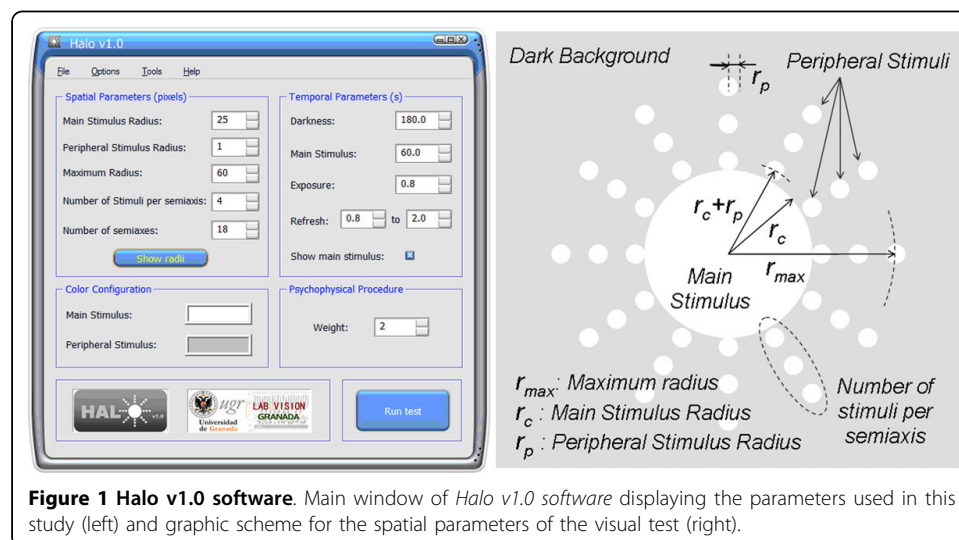 Halo v1.0
File Options Tools Help
Spatial Parameters (pixels)
Main Stimulus Radius: 25
Peripheral Stimulus Radius: 1
Maximum Radius: 60
Number of Stimuli per semiaxis: 4
Number of semiaxes: 18
Show radii
Temporal Parameters (s)
Darkness: 180.0
Main Stimulus: 60.0
Exposure: 0.8
Refresh: 0.8 to 2.0
Show main stimulus:
Color Configuration
Main Stimulus:
Peripheral Stimulus:
Psychophysical Procedure
Weight: 2
HAL v1.0
ugr
Universidad
de Granada
LAB VISION
GRANADA
Run test
Dark Background
r_p
Peripheral Stimuli
r_c+r_p
r_c
r_max
Main
Stimulus
r_max: Maximum radius
r_c : Main Stimulus Radius
r_p : Peripheral Stimulus Radius
Number of
stimuli per
semiaxis
Figure 1 Halo v1.0 software. Main window of Halo v1.0 software displaying the parameters used in this
study (left) and graphic scheme for the spatial parameters of the visual test (right).